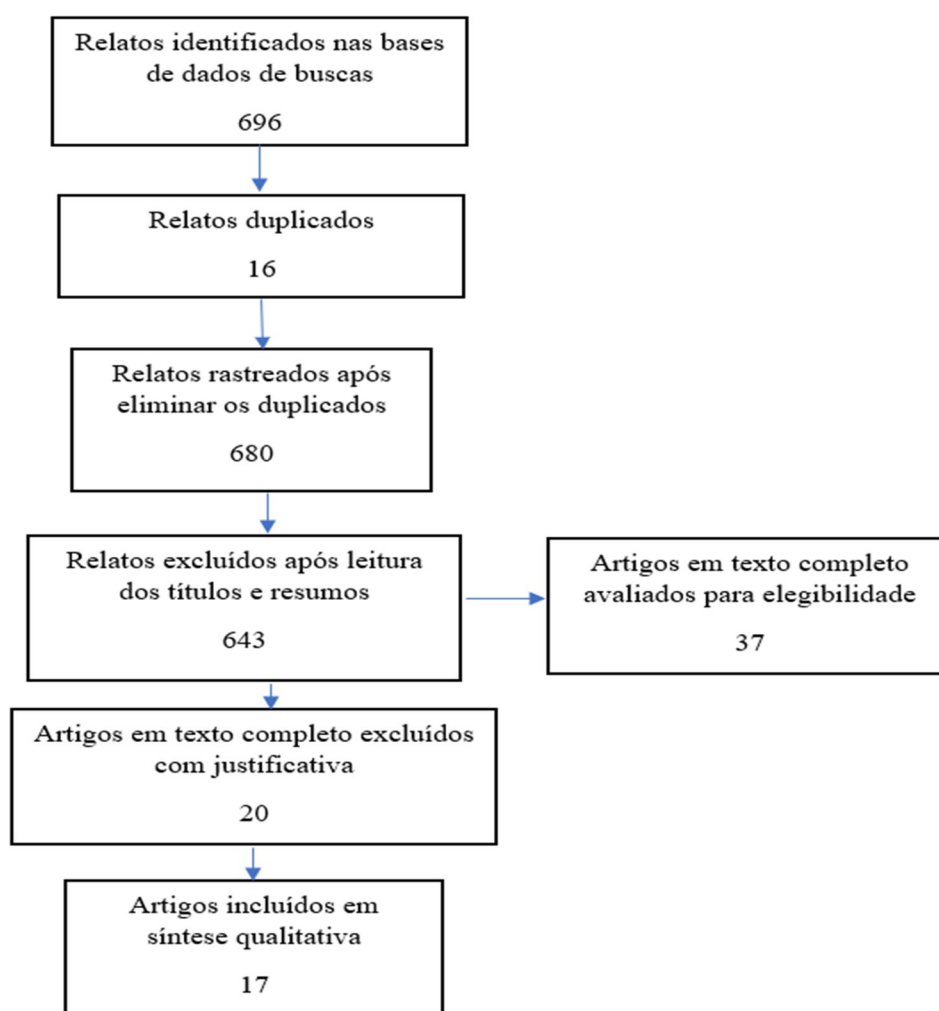 Relatos identificados nas bases
de dados de buscas
696
Relatos duplicados
16
Relatos rastreados após
eliminar os duplicados
680
Relatos excluídos após leitura
dos títulos e resumos
643
Artigos em texto completo
avaliados para elegibilidade
37
Artigos em texto completo excluídos
com justificativa
20
Artigos incluídos em
síntese qualitativa
17